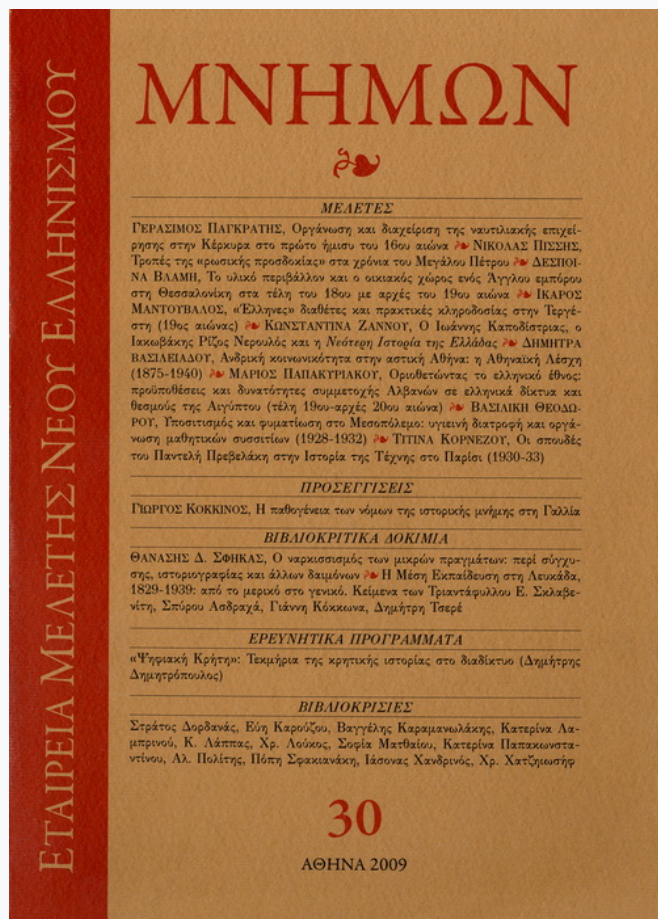 ΕΤΑΙΡΕΙΑ ΜΕΛΕΤΗΣ ΝΕΟΥ ΕΛΛΗΝΙΣΜΟΥ
ΜΝΗΜΩΝ
ΜΕΛΕΤΕΣ
ΓΕΡΑΣΙΜΟΣ ΠΑΓΚΡΑΤΗΣ, Οργάνωση και διαχείριση της ναυτιλιακής επιχεί-
ρησης στην Κέρκυρα στο πρώτο ήμισυ του 16ου αιώνα ΝΙΚΟΛΑΣ ΠΙΣΣΗΣ,
Τροπές της «ρωσικής προσδοκίας» στα χρόνια του Μεγάλου Πέτρου ΔΕΣΠΟΙ-
ΝΑ ΒΛΑΜΗ, Το υλικό περιβάλλον και ο οικιακός χώρος ενός Άγγλου εμπόρου
στη Θεσσαλονίκη στα τέλη του 18ου με αρχές του 19ου αιώνα ΙΚΑΡΟΣ
ΜΑΝΤΟΥΒΑΛΟΣ, «Έλληνες» διαθέτες και πρακτικές κληροδοσίας στην Τεργέ-
στη (19ος αιώνας) ΚΩΝΣΤΑΝΤΙΝΑ ΖΑΝΝΟΥ, Ο Ιωάννης Καποδίστριας, ο
Ιακωβάκης Ρίζος Νερουλός και η Νεότερη Ιστορία της Ελλάδας ΔΗΜΗΤΡΑ
ΒΑΣΙΛΕΙΑΔΟΥ, Ανδρική κοινωνικότητα στην αστική Αθήνα: η Αθηναϊκή Λέσχη
(1875-1940) ΜΑΡΙΟΣ ΠΑΠΑΚΥΡΙΑΚΟΥ, Οριοθετώντας το ελληνικό έθνος:
προϋποθέσεις και δυνατότητες συμμετοχής Αλβανών σε ελληνικά δίκτυα και
θεσμούς της Αιγύπτου (τέλη 19ου-αρχές 20ου αιώνα) ΒΑΣΙΛΙΚΗ ΘΕΟΔΩ-
ΡΟΥ, Υποσιτισμός και φυματίωση στο Μεσοπόλεμο: υγιεινή διατροφή και οργά-
νωση μαθητικών συσσιτίων (1928-1932) ΤΙΤΙΝΑ ΚΟΡΝΕΖΟΥ, Οι σπουδές
του Παντελή Πρεβελάκη στην Ιστορία της Τέχνης στο Παρίσι (1930-33)
ΠΡΟΣΕΓΓΙΣΕΙΣ
ΓΙΩΡΓΟΣ ΚΟΚΚΙΝΟΣ, Η παθογένεια των νόμων της ιστορικής μνήμης στη Γαλλία
ΒΙΒΛΙΟΚΡΙΤΙΚΑ ΔΟΚΙΜΙΑ
ΘΑΝΑΣΗΣ Δ. ΣΦΗΚΑΣ, Ο ναρκισσισμός των μικρών πραγμάτων: περί σύγχυ-
σης, ιστοριογραφίας και άλλων δαιμόνων Η Μέση Εκπαίδευση στη Λευκάδα,
1829-1939: από το μερικό στο γενικό. Κείμενα των Τριαντάφυλλου Ε. Σκλαβε-
νίτη, Σπύρου Ασδραχά, Γιάννη Κόκκωνα, Δημήτρη Τσερέ
ΕΡΕΥΝΗΤΙΚΑ ΠΡΟΓΡΑΜΜΑΤΑ
«Ψηφιακή Κρήτη»: Τεκμήρια της κρητικής ιστορίας στο διαδίκτυο (Δημήτρης
Δημητρόπουλος)
ΒΙΒΛΙΟΚΡΙΣΙΕΣ
Στράτος Δορδανάς, Εύη Καρούζου, Βαγγέλης Καραμανωλάκης, Κατερίνα Λα-
μπρινού, Κ. Λάππας, Χρ. Λούκος, Σοφία Ματθαίου, Κατερίνα Παπακωνστα-
ντίνου, Αλ. Πολίτης, Πόπη Σφακιανάκη, Ιάσονας Χανδρινός, Χρ. Χατζηιωσήφ
30
ΑΘΗΝΑ 2009